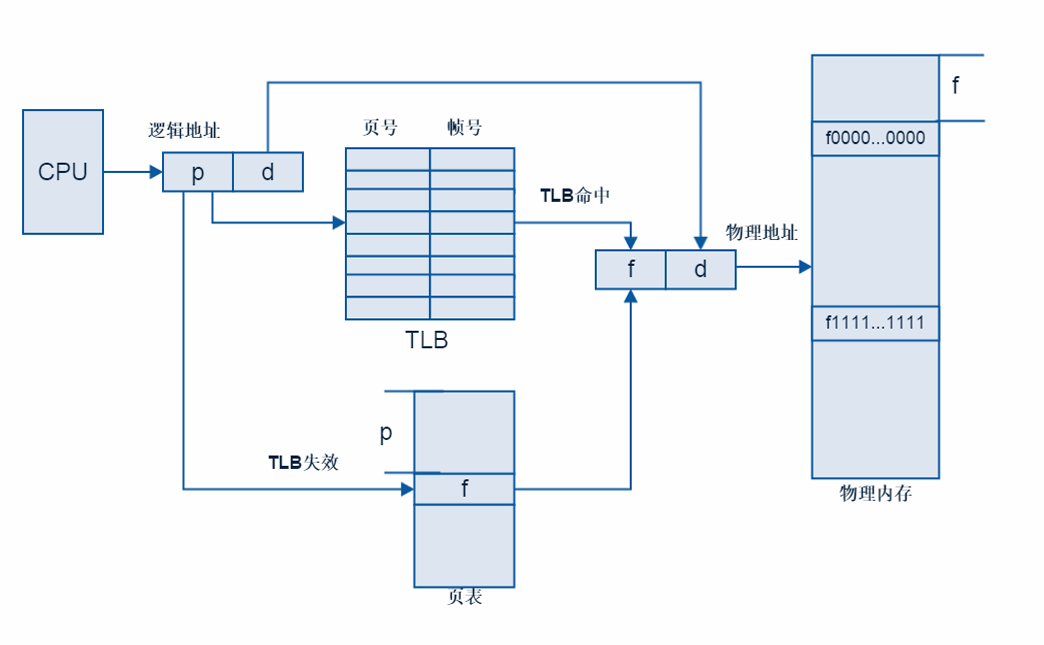 f
f0000...0000
页号
帧号
逻辑地址
CPU
p
d
TLB命中
物理地址
f
d
f1111...1111
TLB
p
TLB失效
f
物理内存
页表